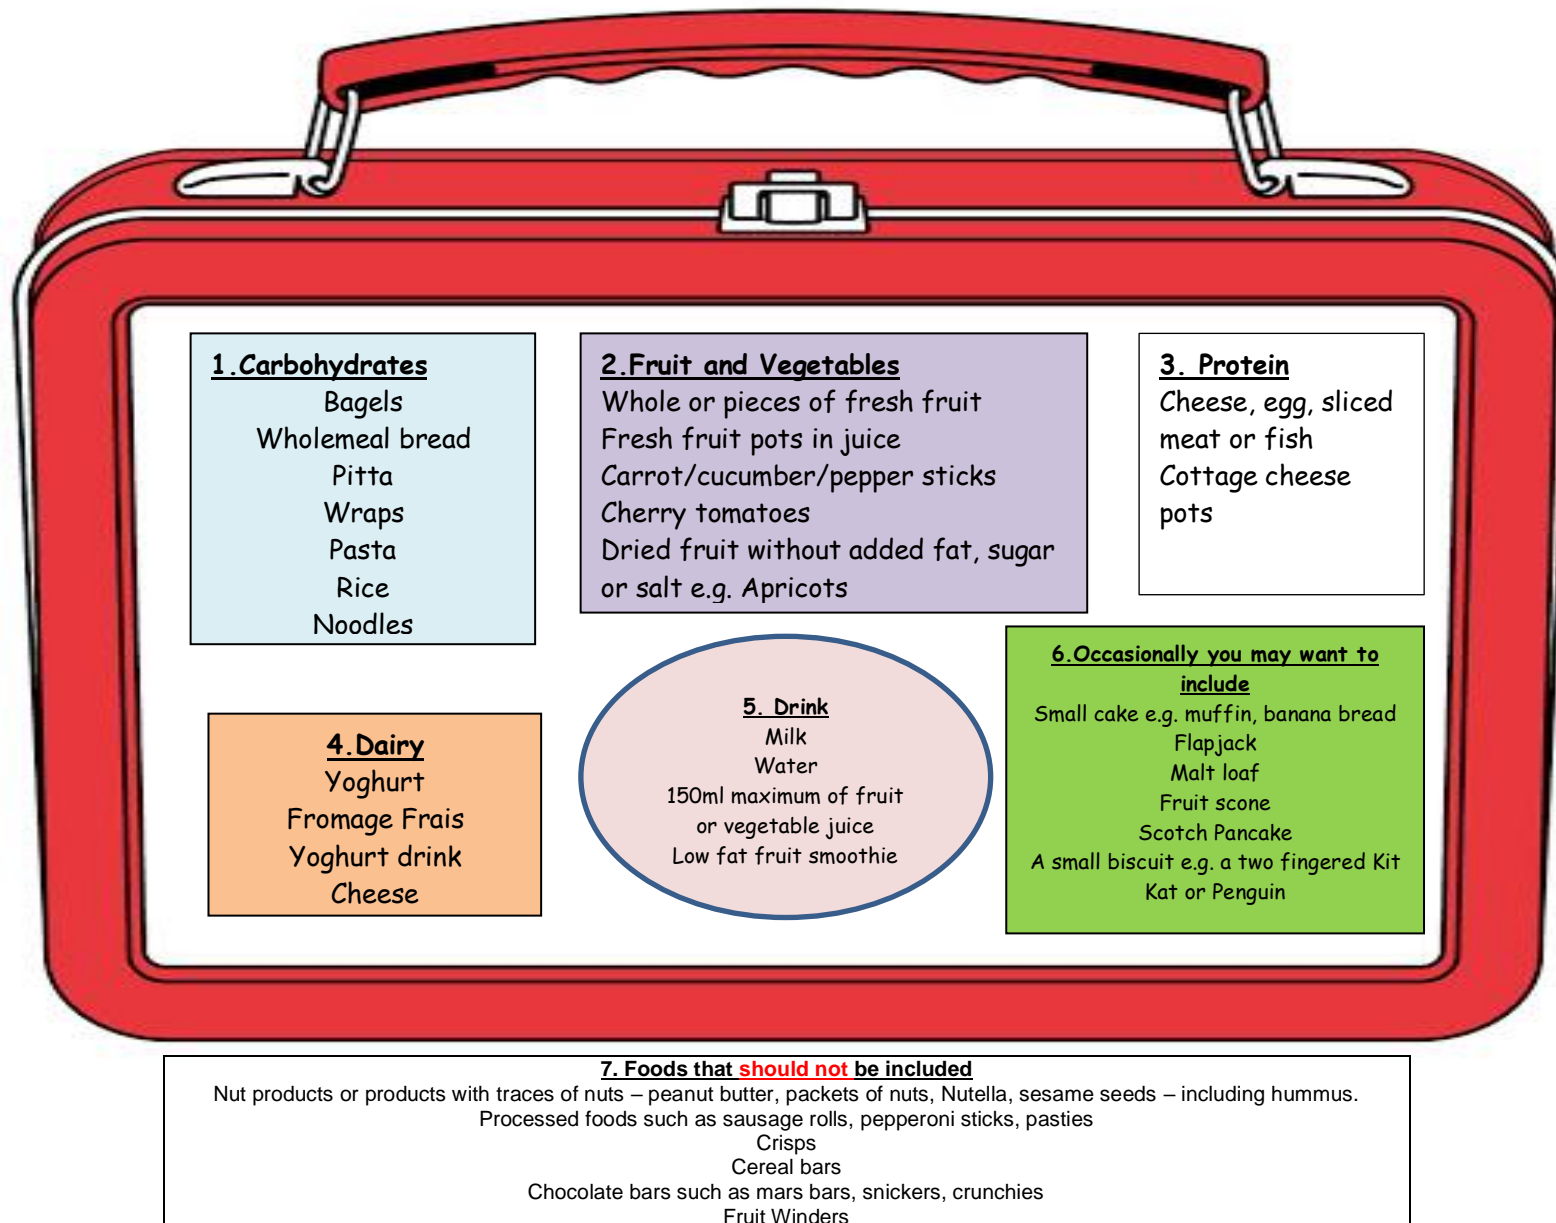 1.Carbohydrates
Bagels
Wholemeal bread
Pitta
Wraps
Pasta
Rice
Noodles
2.Fruit and Vegetables
Whole or pieces of fresh fruit
Fresh fruit pots in juice
Carrot/cucumber/pepper sticks
Cherry tomatoes
Dried fruit without added fat, sugar
or salt e.g. Apricots
3. Protein
Cheese, egg, sliced
meat or fish
Cottage cheese
pots
4.Dairy
Yoghurt
Fromage Frais
Yoghurt drink
Cheese
5. Drink
Milk
Water
150ml maximum of fruit
or vegetable juice
Low fat fruit smoothie
6.Occasionally you may want to
include
Small cake e.g. muffin, banana bread
Flapjack
Malt loaf
Fruit scone
Scotch Pancake
A small biscuit e.g. a two fingered Kit
Kat or Penguin
7. Foods that should not be included
Nut products or products with traces of nuts – peanut butter, packets of nuts, Nutella, sesame seeds – including hummus.
Processed foods such as sausage rolls, pepperoni sticks, pasties
Crisps
Cereal bars
Chocolate bars such as mars bars, snickers, crunchies
Fruit Winders